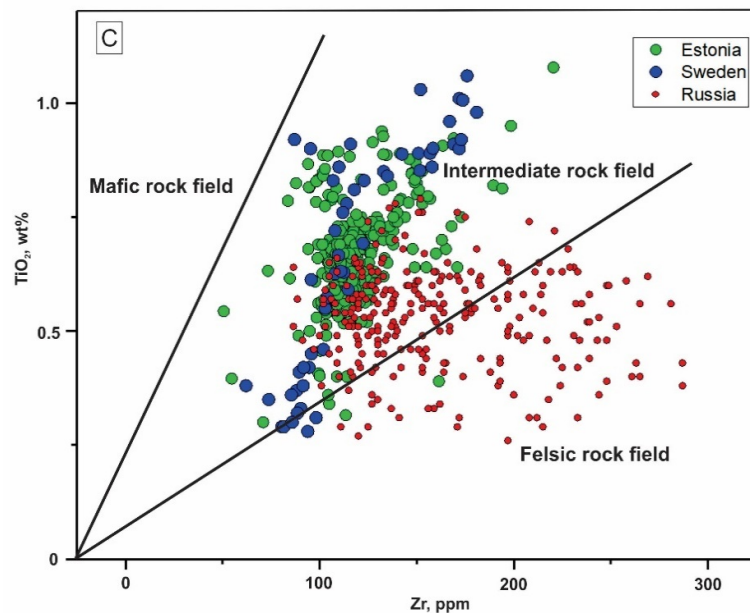 C
Estonia
Sweden
Russia
1.0
Mafic rock field
Intermediate rock field
TiO₂, wt%
0.5
Felsic rock field
0
0
100
200
300
Zr, ppm